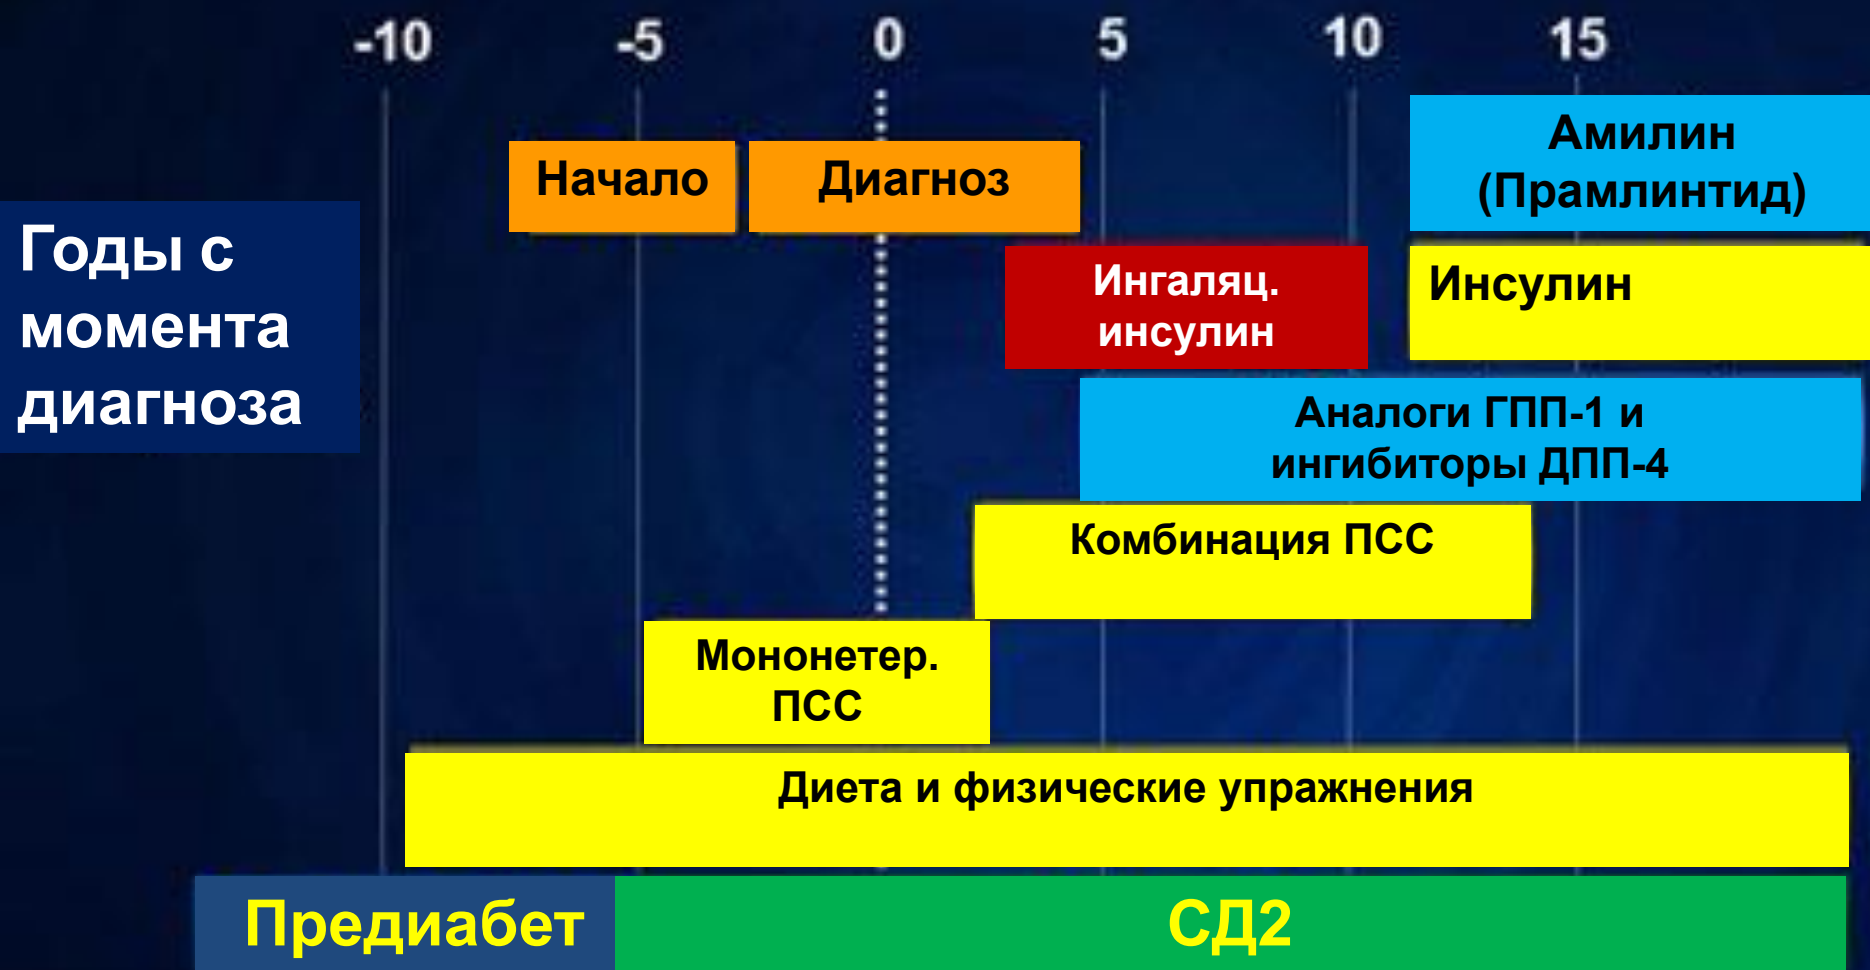 -10 -5 0 5 10 15
Амилин
(Прамлинтид)
Начало
Диагноз
Годы с
момента
диагноза
Ингаляц.
инсулин
Инсулин
Аналоги ГПП-1 и
ингибиторы ДПП-4
Комбинация ПСС
Мононетер.
ПСС
Диета и физические упражнения
Предиабет
СД2